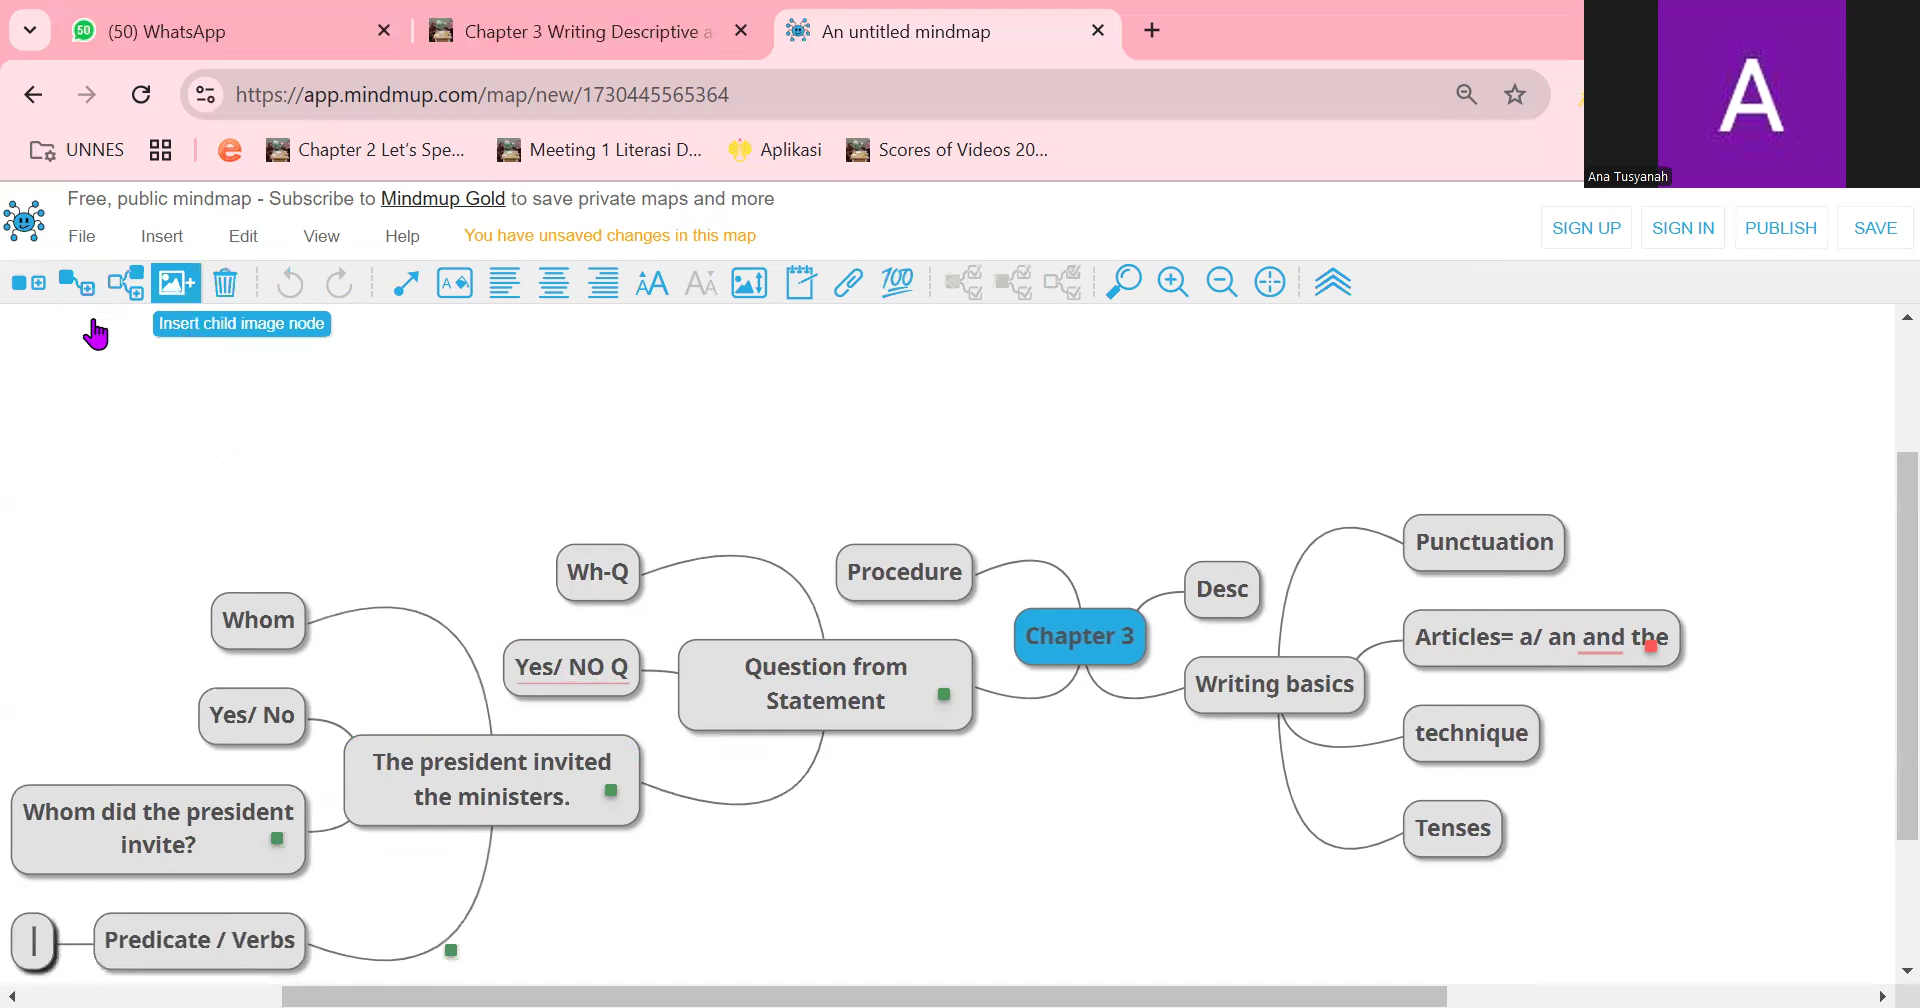 50
(50) WhatsApp
Chapter 3 Writing Descriptive a
An untitled mindmap
https://app.mindmup.com/map/new/1730445565364
UNNES
Chapter 2 Let's Spe...
Meeting 1 Literasi D...
Aplikasi
Scores of Videos 20...
A
Ana Tusyanah
Free, public mindmap - Subscribe to Mindmup Gold to save private maps and more
File
Insert
Edit
View
Help
You have unsaved changes in this map
SIGN UP
SIGN IN
PUBLISH
SAVE
A
AA
AA
100
Insert child image node
Punctuation
Wh-Q
Procedure
Desc
Whom
Chapter 3
Articles= a/ an and the
Yes/ NO Q
Question from
Statement
Writing basics
Yes/ No
technique
The president invited
the ministers.
Whom did the president
invite?
Tenses
Predicate / Verbs